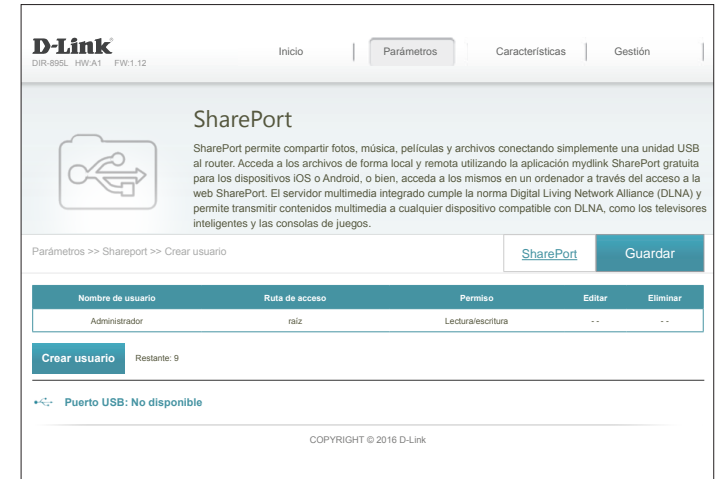 D-Link
DIR-895L HW:A1 FW:1.12
Inicio
Parámetros
Características
Gestión
SharePort
SharePort permite compartir fotos, música, películas y archivos conectando simplemente una unidad USB
al router. Acceda a los archivos de forma local y remota utilizando la aplicación mydlink SharePort gratuita
para los dispositivos iOS o Android, o bien, acceda a los mismos en un ordenador a través del acceso a la
web SharePort. El servidor multimedia integrado cumple la norma Digital Living Network Alliance (DLNA) y
permite transmitir contenidos multimedia a cualquier dispositivo compatible con DLNA, como los televisores
inteligentes y las consolas de juegos.
Parámetros >> Shareport >> Crear usuario
SharePort
Guardar
Nombre de usuario Ruta de acceso Permiso Editar Eliminar
Administrador raíz Lectura/escritura - - - -
Crear usuario Restante: 9
Puerto USB: No disponible
COPYRIGHT © 2016 D-Link